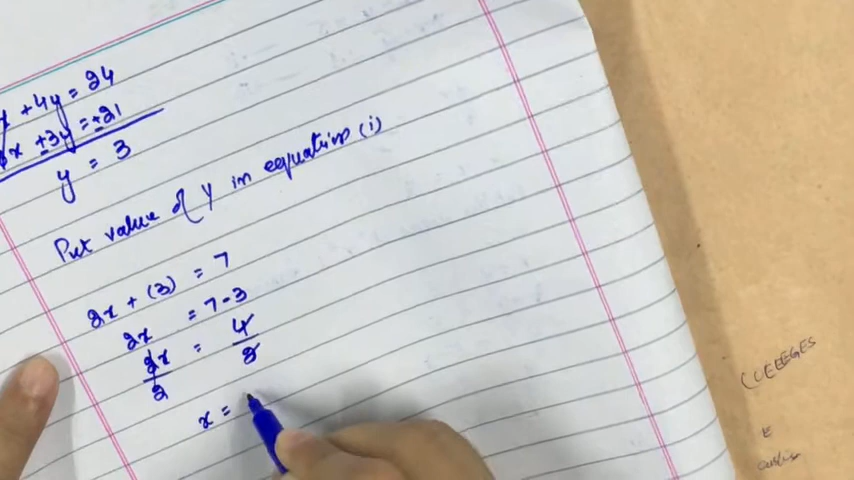 x + 4y = 24
x + 3y = +21
y = 3
Put value of Y in equation (i)
2x + (3) = 7
2x = 7-3
2x/2 = 4/2
x =